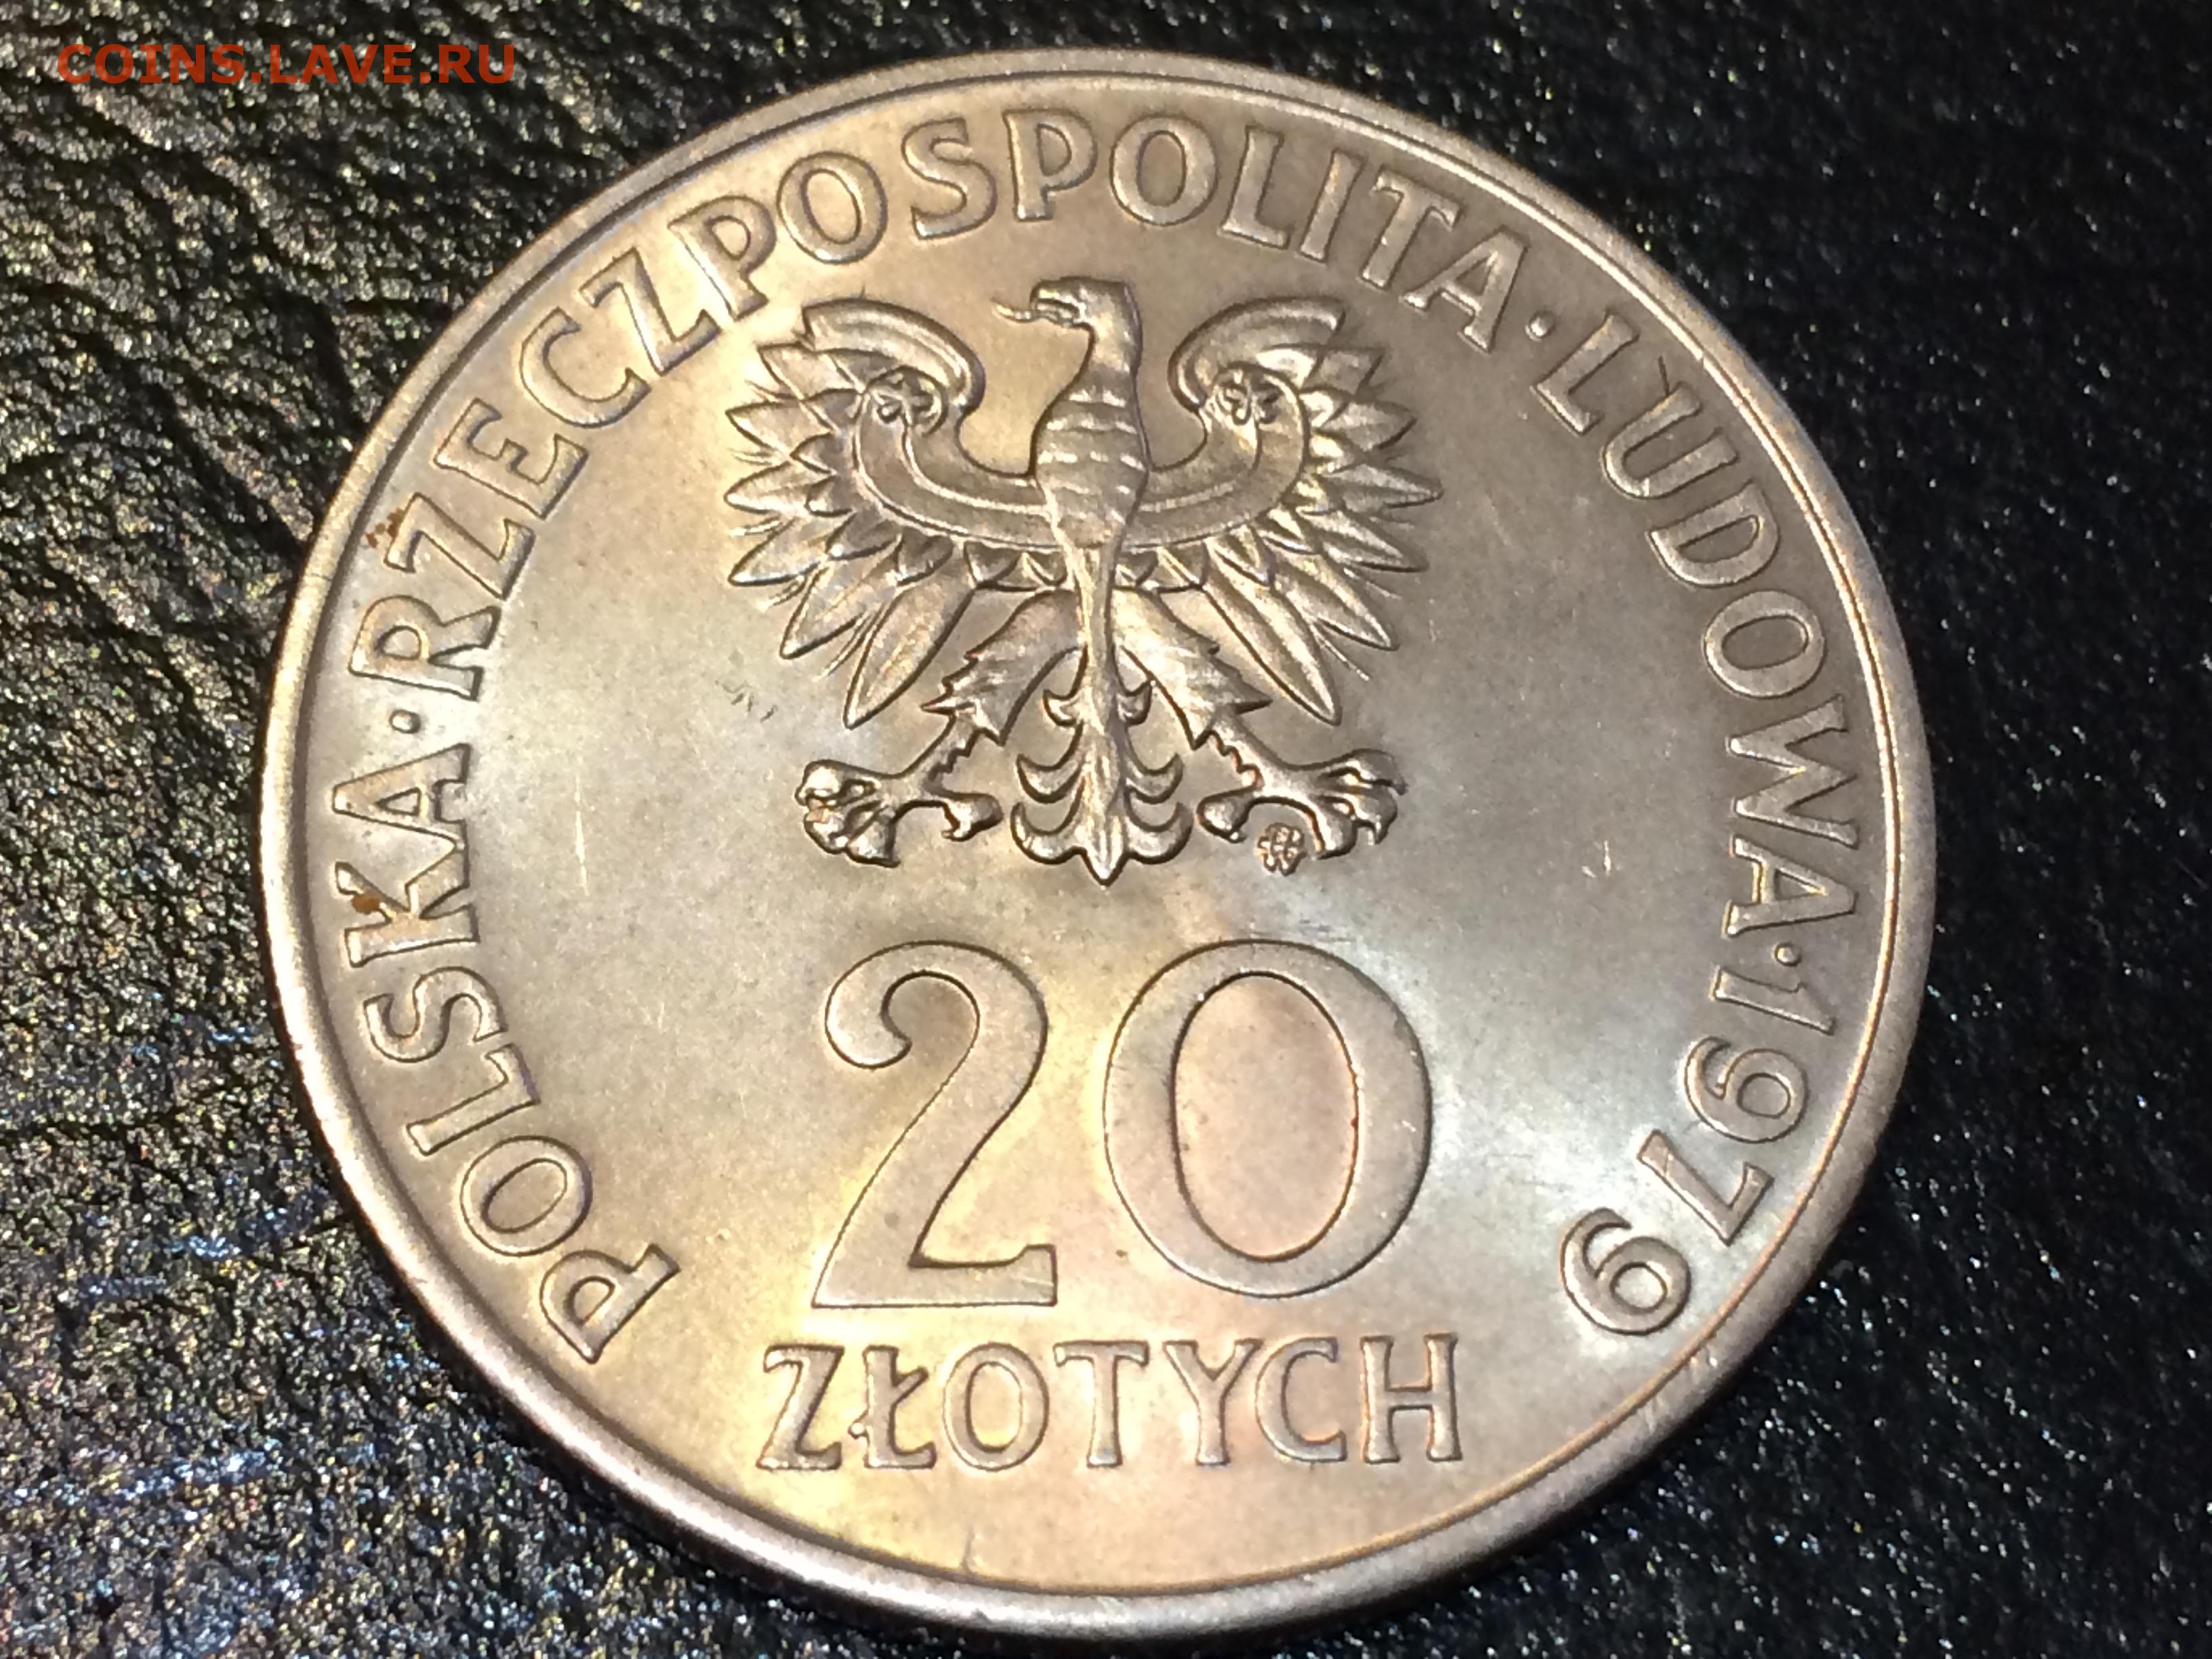 COINS.LAVE.RU
POLSKA·RZECZPOSPOLITA·LUDOWA·1979
20
ZŁOTYCH